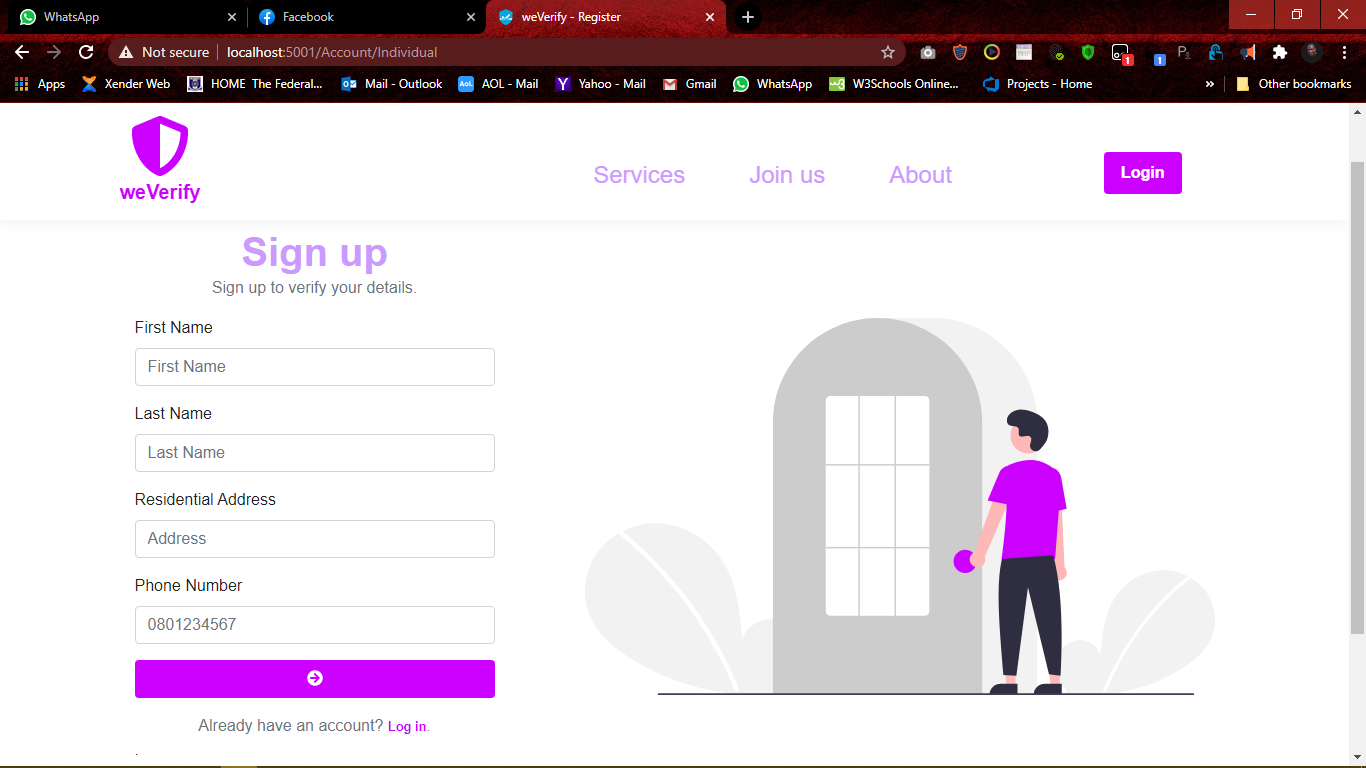 WhatsApp
Facebook
weVerify - Register
Not secure
localhost:5001/Account/Individual
1
1
Apps
Xender Web
HOME The Federal...
Mail - Outlook
Aol.
AOL - Mail
Yahoo - Mail
Gmail
WhatsApp
W3Schools Online...
Projects - Home
»
Other bookmarks
weVerify
Services
Join us
About
Login
Sign up
Sign up to verify your details.
First Name
First Name
Last Name
Last Name
Residential Address
Address
Phone Number
0801234567
Already have an account? Log in.